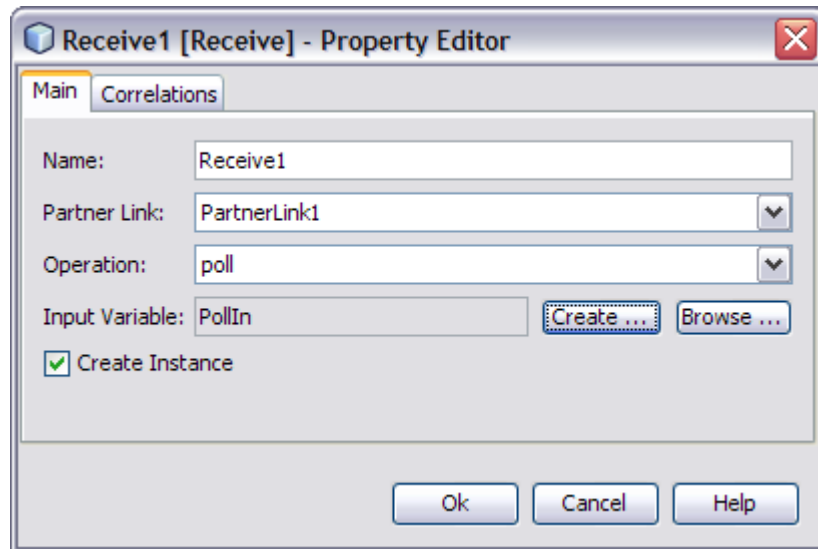 Receive1 [Receive] - Property Editor
Main Correlations
Name: Receive1
Partner Link: PartnerLink1
Operation: poll
Input Variable: PollIn Create ... Browse ...
Create Instance
Ok Cancel Help